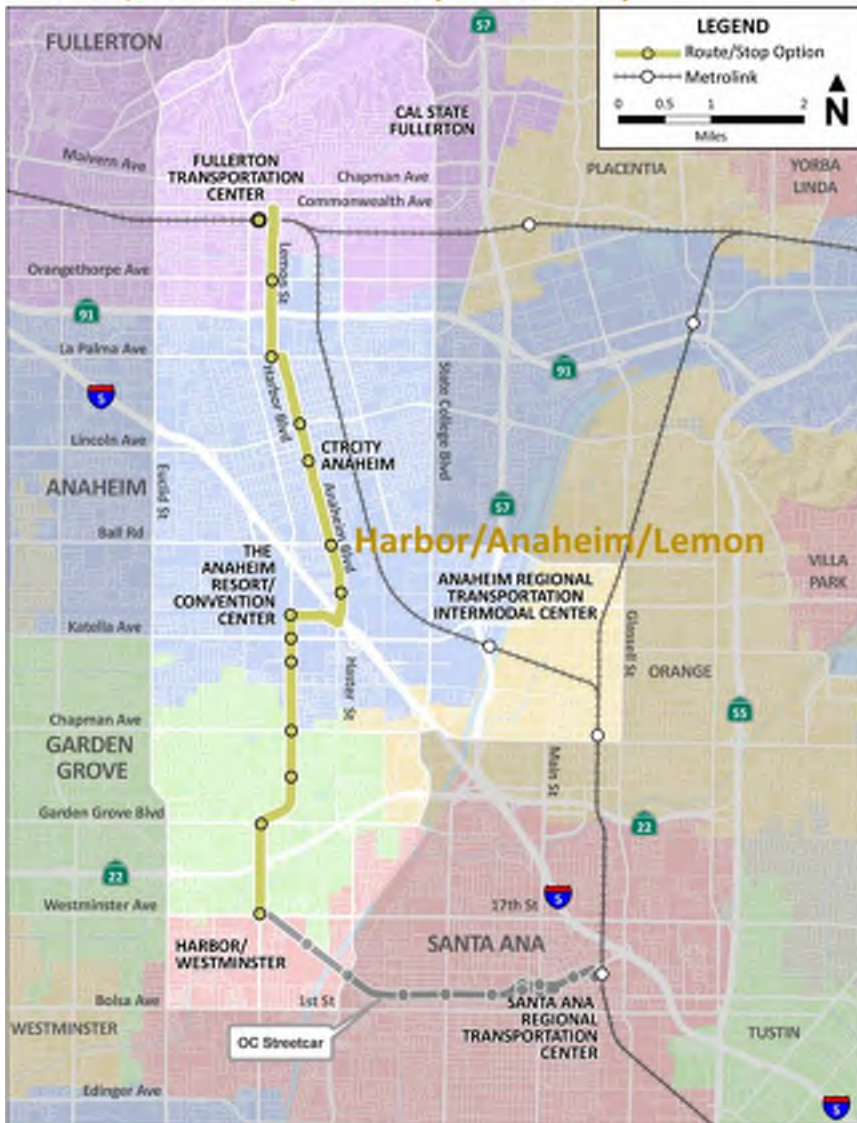 57
FULLERTON
LEGEND
Route/Stop Option
Metrolink
0 0.5 1 2
Miles
N
CAL STATE
FULLERTON
Malvern Ave
FULLERTON
TRANSPORTATION
CENTER
Chapman Ave
Commonwealth Ave
PLACENTIA
YORBA
LINDA
Orangethorpe Ave
Lemon St
91
La Palma Ave
Harbor Blvd
State College Blvd
91
5
Lincoln Ave
CTRCITY
ANAHEIM
ANAHEIM
Euclid St
Anaheim Blvd
57
Ball Rd
Harbor/Anaheim/Lemon
THE
ANAHEIM
RESORT/
CONVENTION
CENTER
ANAHEIM REGIONAL
TRANSPORTATION
INTERMODAL CENTER
VILLA
PARK
Katella Ave
Glassell St
Haster St
ORANGE
55
Chapman Ave
GARDEN
GROVE
Main St
Garden Grove Blvd
22
22
Westminster Ave
17th St
5
HARBOR/
WESTMINSTER
SANTA ANA
Bolsa Ave
1st St
SANTA ANA
REGIONAL
TRANSPORTATION
CENTER
WESTMINSTER
OC Streetcar
TUSTIN
Edinger Ave
5